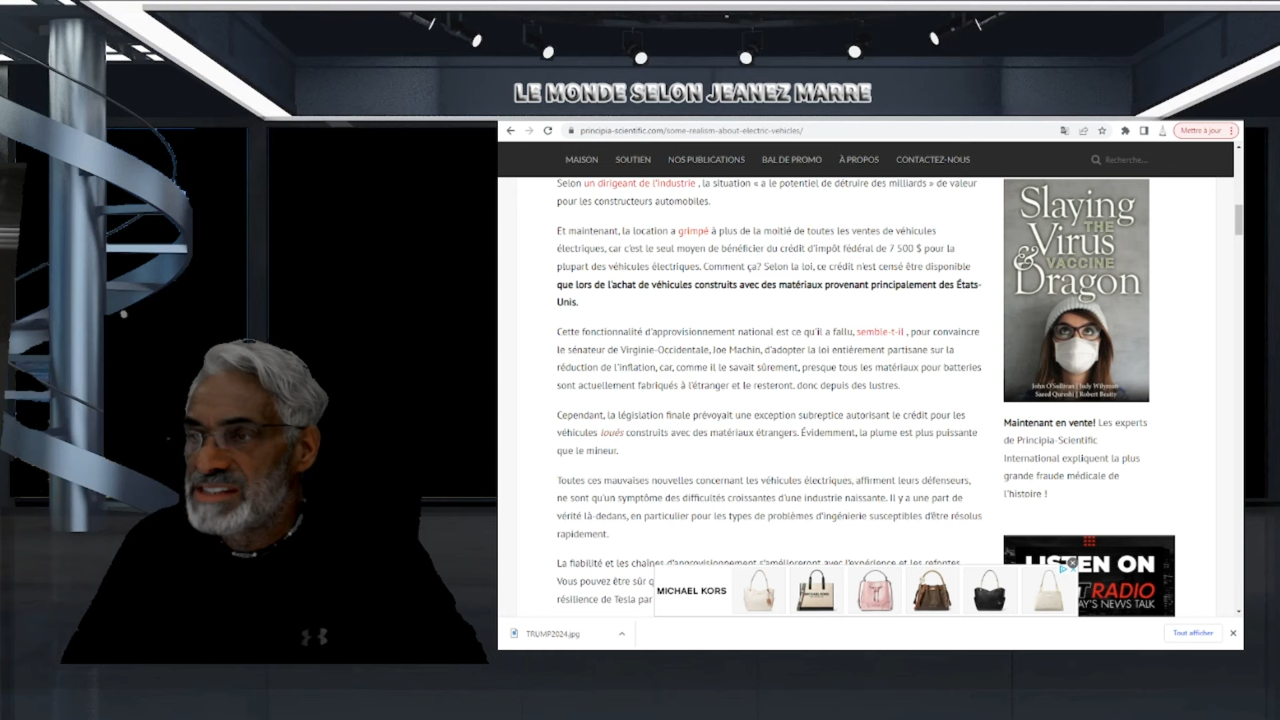 LE MONDE SELON JEANEZ MARRE
principia-scientific.com/some-realism-about-electric-vehicles/
Mettre à jour
MAISON SOUTIEN NOS PUBLICATIONS BAL DE PROMO À PROPOS CONTACTEZ-NOUS Recherche...
Selon un dirigeant de l'industrie , la situation « a le potentiel de détruire des milliards » de valeur
pour les constructeurs automobiles.
Et maintenant, la location a grimpé à plus de la moitié de toutes les ventes de véhicules
électriques, car c'est le seul moyen de bénéficier du crédit d'impôt fédéral de 7 500 $ pour la
plupart des véhicules électriques. Comment ça? Selon la loi, ce crédit n'est censé être disponible
que lors de l'achat de véhicules construits avec des matériaux provenant principalement des États-
Unis.
Cette fonctionnalité d'approvisionnement national est ce qu'il a fallu, semble-t-il , pour convaincre
le sénateur de Virginie-Occidentale, Joe Machin, d'adopter la loi entièrement partisane sur la
réduction de l'inflation, car, comme il le savait sûrement, presque tous les matériaux pour batteries
sont actuellement fabriqués à l'étranger et le resteront. donc depuis des lustres.
Cependant, la législation finale prévoyait une exception subreptice autorisant le crédit pour les
véhicules loués construits avec des matériaux étrangers. Évidemment, la plume est plus puissante
que le mineur.
Toutes ces mauvaises nouvelles concernant les véhicules électriques, affirment leurs défenseurs,
ne sont qu'un symptôme des difficultés croissantes d'une industrie naissante. Il y a une part de
vérité là-dedans, en particulier pour les types de problèmes d'ingénierie susceptibles d'être résolus
rapidement.
La fiabilité et les chaînes d'approvisionnement s'amélioreront avec l'expérience et les refontes.
Vous pouvez être sûr q
résilience de Tesla par
Slaying
THE
Virus
& VACCINE
Dragon
John O'Sullivan | Judy Wilyman
Saeed Qureshi | Robert Beatty
Maintenant en vente! Les experts
de Principia-Scientific
International expliquent la plus
grande fraude médicale de
l'histoire !
LISTEN ON
RADIO
AY'S NEWS TALK
MICHAEL KORS
TRUMP2024.jpg
Tout afficher